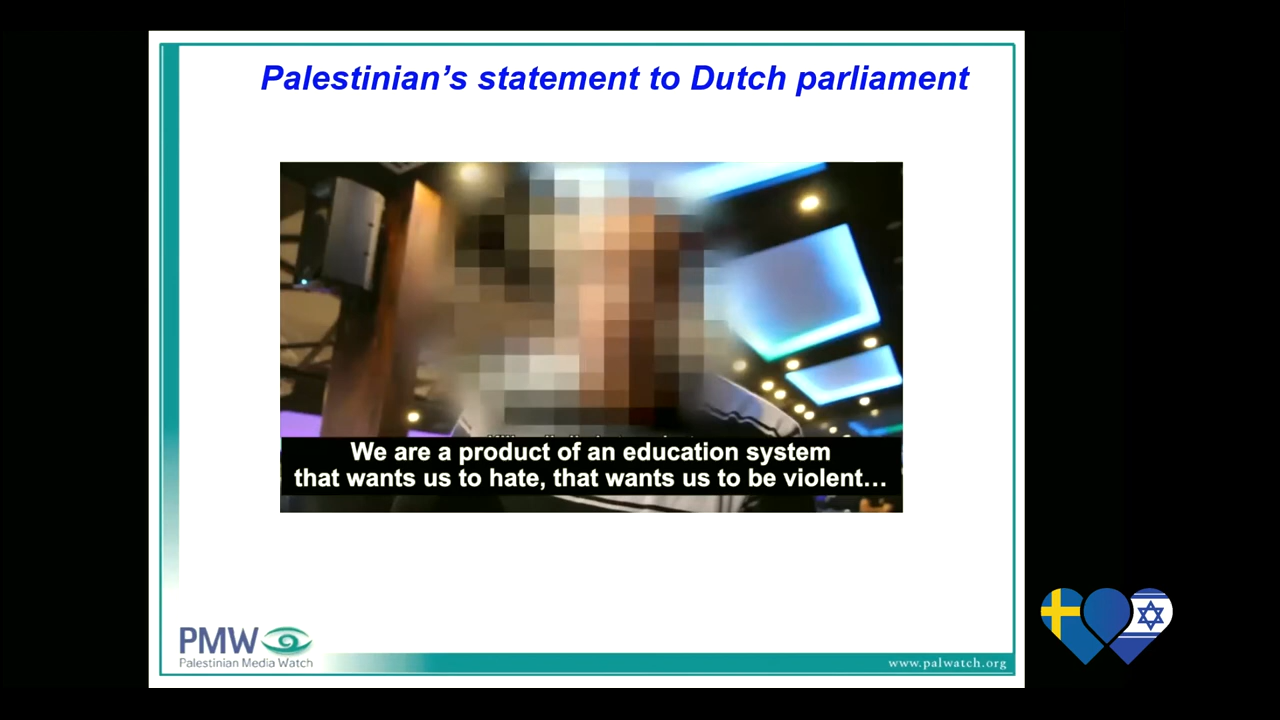 Palestinian's statement to Dutch parliament
We are a product of an education system
that wants us to hate, that wants us to be violent…
PMW
Palestinian Media Watch
www.palwatch.org